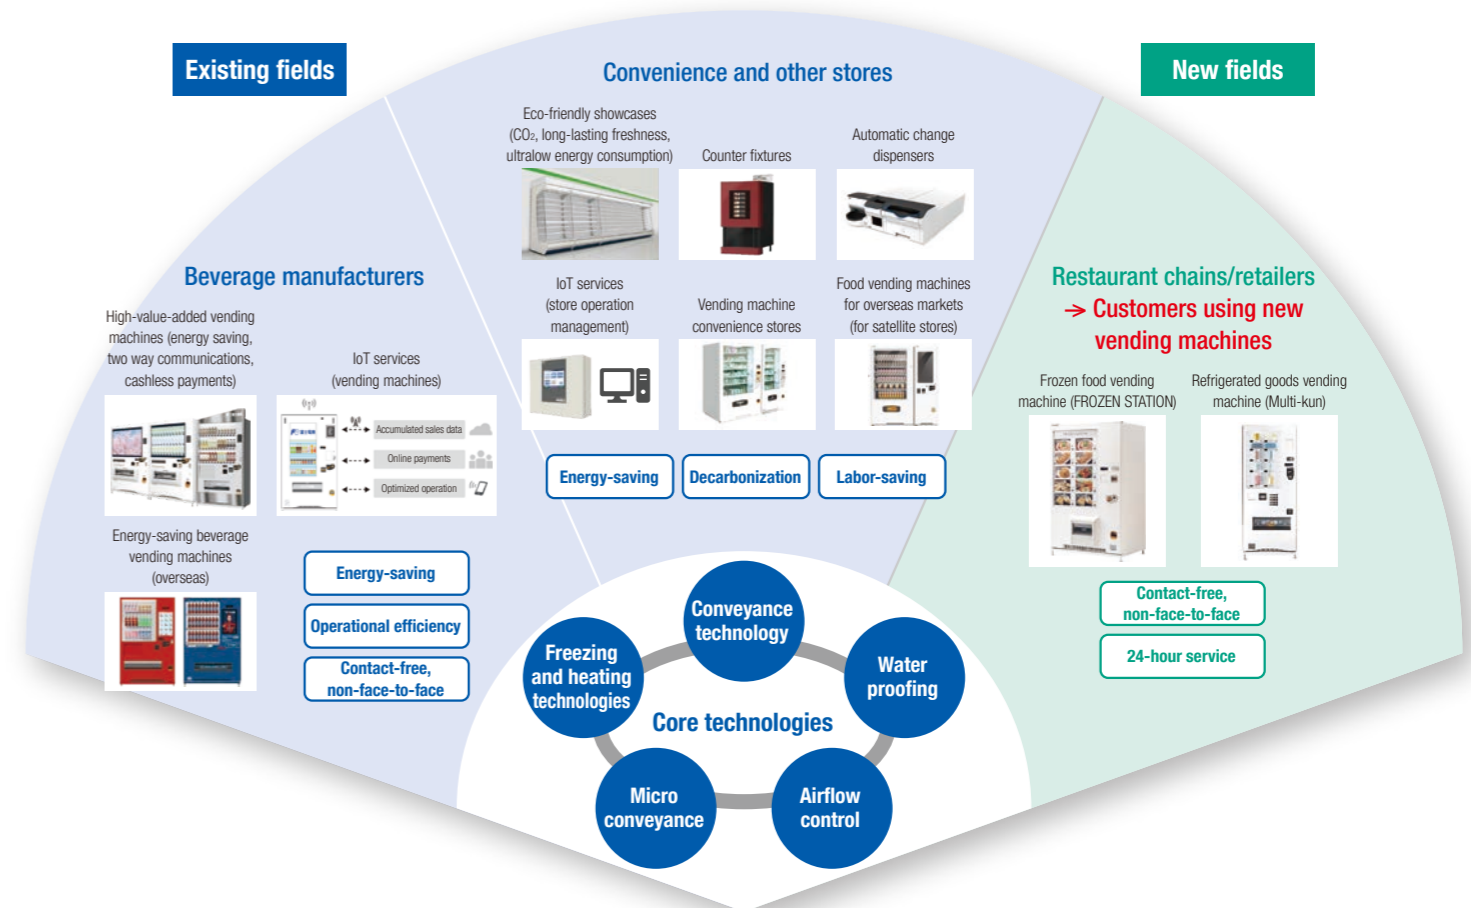 Existing fields
New fields
Convenience and other stores
Eco-friendly showcases
(CO₂, long-lasting freshness,
ultralow energy consumption)
Counter fixtures
Automatic change
dispensers
IoT services
(store operation
management)
Vending machine
convenience stores
Food vending machines
for overseas markets
(for satellite stores)
Energy-saving
Decarbonization
Labor-saving
Beverage manufacturers
High-value-added vending
machines (energy saving,
two way communications,
cashless payments)
IoT services
(vending machines)
Accumulated sales data
Online payments
Optimized operation
Energy-saving beverage
vending machines
(overseas)
Energy-saving
Operational efficiency
Contact-free,
non-face-to-face
Restaurant chains/retailers
→ Customers using new
vending machines
Frozen food vending
machine (FROZEN STATION)
Refrigerated goods vending
machine (Multi-kun)
Contact-free,
non-face-to-face
24-hour service
Core technologies
Conveyance
technology
Water
proofing
Airflow
control
Micro
conveyance
Freezing
and heating
technologies